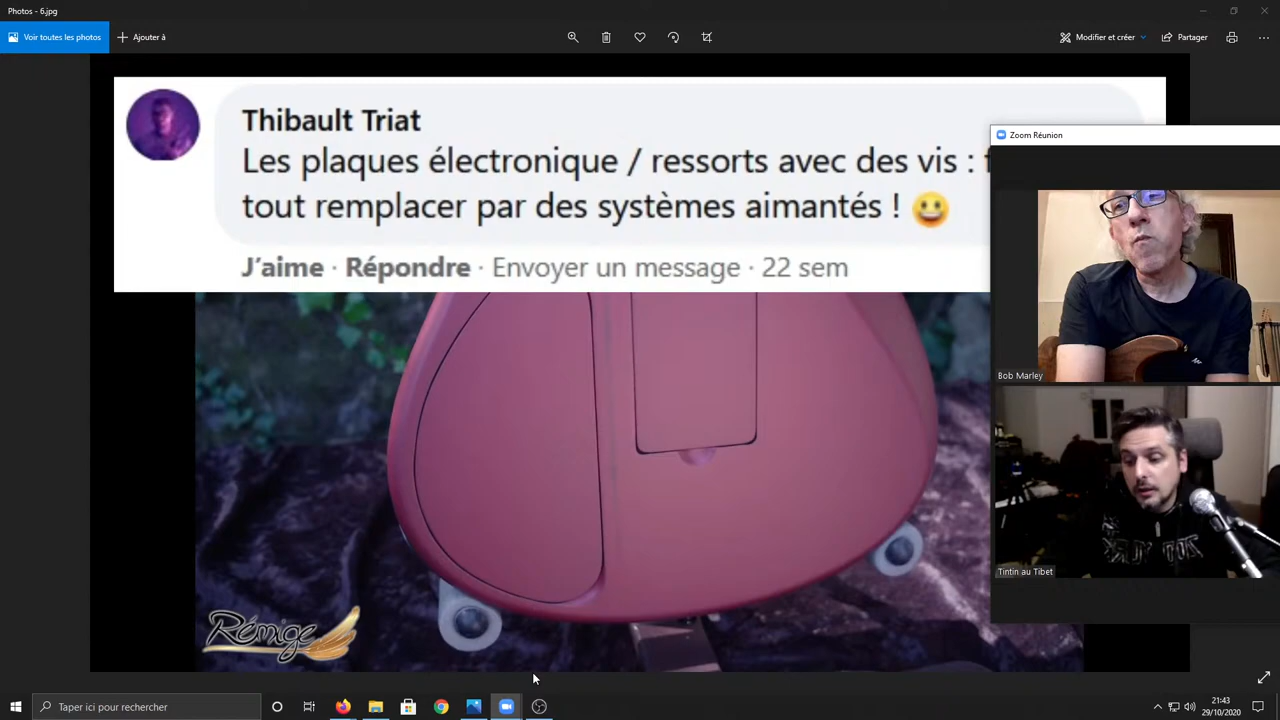 Photos - 6.jpg
Voir toutes les photos
Ajouter à
Modifier et créer
Partager
Thibault Triat
Les plaques électronique / ressorts avec des vis :
tout remplacer par des systèmes aimantés ! 😀
J'aime · Répondre · Envoyer un message · 22 sem
Zoom Réunion
Bob Marley
Tintin au Tibet
Rémige
Taper ici pour rechercher
21:43
29/10/2020